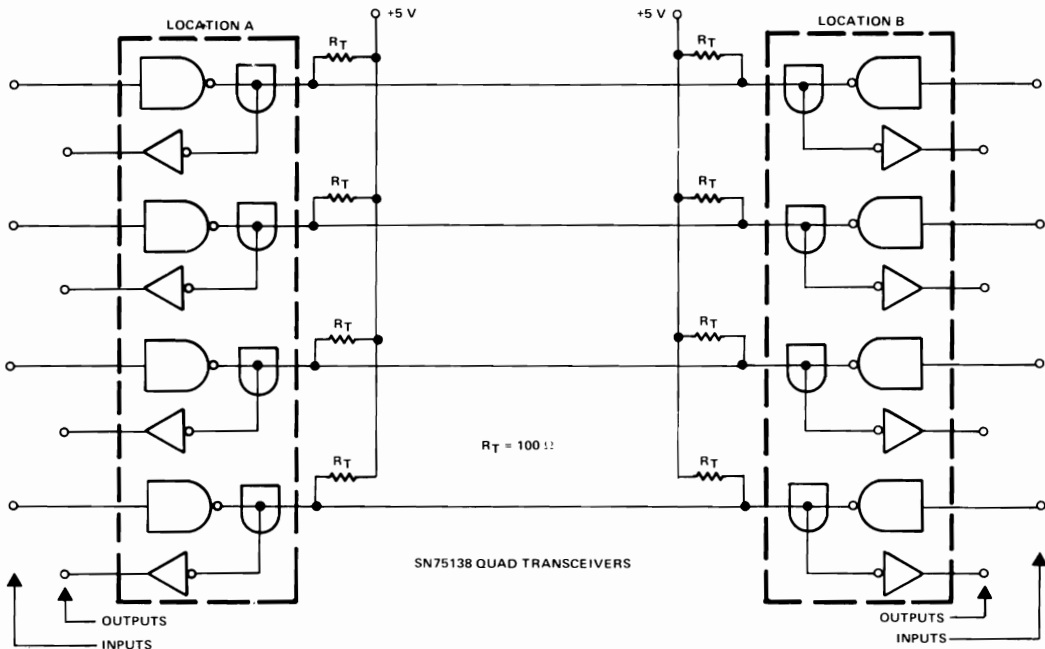 LOCATION A
+5 V
+5 V
LOCATION B
RT
RT
RT
RT
RT
RT
RT = 100 Ω
RT
RT
SN75138 QUAD TRANSCEIVERS
OUTPUTS
INPUTS
OUTPUTS
INPUTS